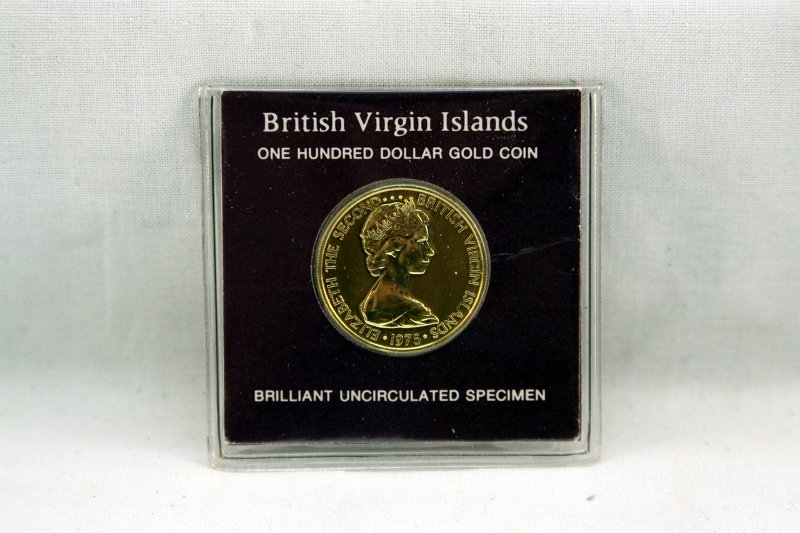 British Virgin Islands
ONE HUNDRED DOLLAR GOLD COIN
ELIZABETH THE SECOND... BRITISH VIRGIN ISLANDS
· 1975 ·
BRILLIANT UNCIRCULATED SPECIMEN